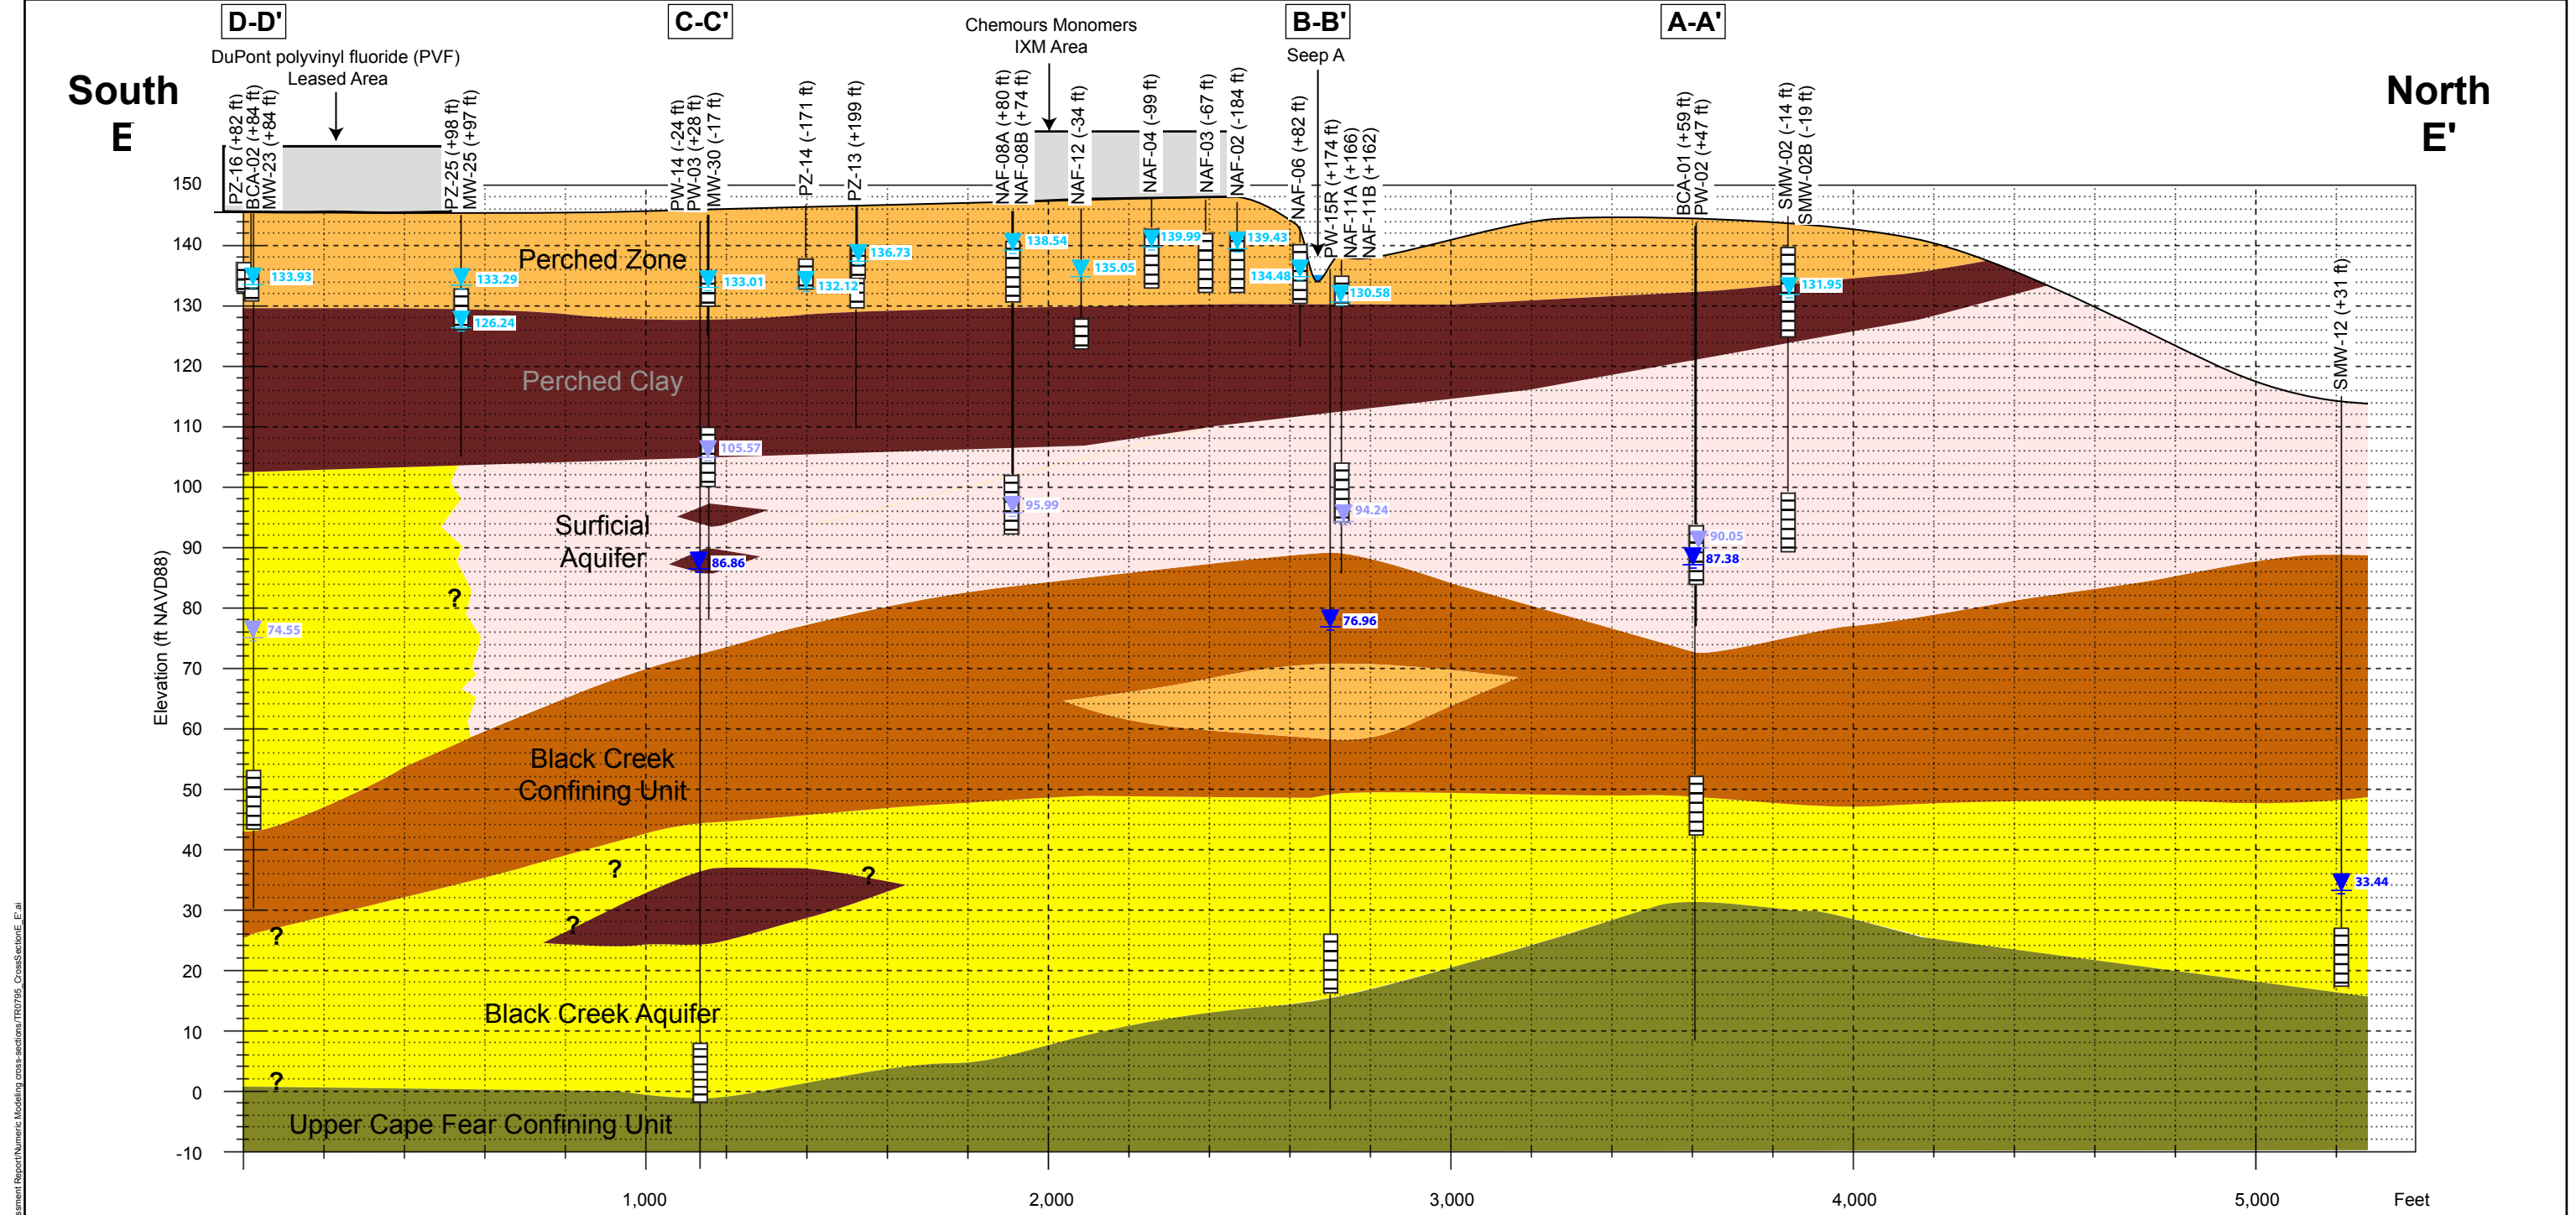 D-D'
C-C'
B-B'
A-A'
Chemours Monomers
IXM Area
Seep A
DuPont polyvinyl fluoride (PVF)
Leased Area
South
E
North
E'
PZ-16 (+82 ft)
BCA-02 (+84 ft)
MW-23 (+84 ft)
PZ-25 (+98 ft)
MW-25 (+97 ft)
PW-14 (-24 ft)
PW-03 (+28 ft)
MW-30 (-17 ft)
PZ-14 (-171 ft)
PZ-13 (+199 ft)
NAF-08A (+80 ft)
NAF-08B (+74 ft)
NAF-12 (-34 ft)
NAF-04 (-99 ft)
NAF-03 (-67 ft)
NAF-02 (-184 ft)
NAF-06 (+82 ft)
PW-15R (+174 ft)
NAF-11A (+166)
NAF-11B (+162)
BCA-01 (+59 ft)
PW-02 (+47 ft)
SMW-02 (-14 ft)
SMW-02B (-19 ft)
SMW-12 (+31 ft)
Elevation (ft NAVD88)
150
140
130
120
110
100
90
80
70
60
50
40
30
20
10
0
-10
133.93
133.29
126.24
133.01
132.12
136.73
138.54
135.05
139.99
139.43
134.48
130.58
131.95
105.57
95.99
94.24
90.05
87.38
86.86
74.55
76.96
33.44
Perched Zone
Perched Clay
Surficial
Aquifer
?
Black Creek
Confining Unit
?
?
?
?
Black Creek Aquifer
?
Upper Cape Fear Confining Unit
1,000
2,000
3,000
4,000
5,000
Feet
ssment Report/Numeric Modeling cross-sections/TR0795_CrossSectionE_E'.ai